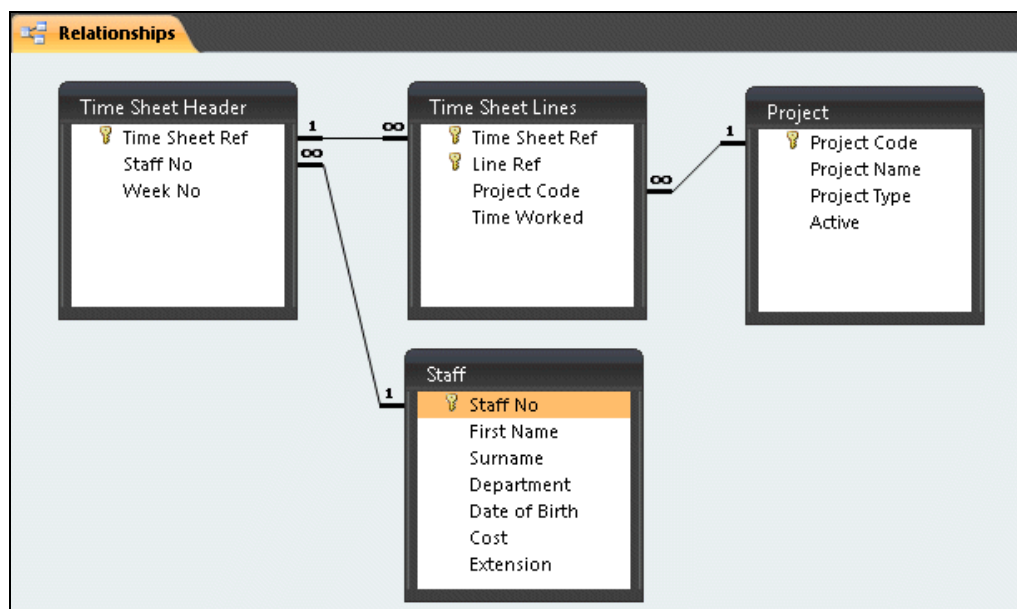 Relationships
Time Sheet Header
Time Sheet Ref
Staff No
Week No
1
∞
∞
Time Sheet Lines
Time Sheet Ref
Line Ref
Project Code
Time Worked
∞
1
Project
Project Code
Project Name
Project Type
Active
1
Staff
Staff No
First Name
Surname
Department
Date of Birth
Cost
Extension